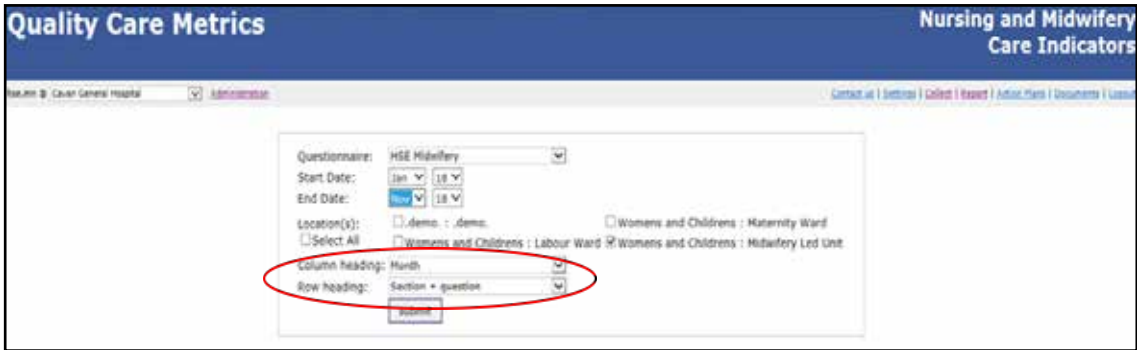 Quality Care Metrics
Nursing and Midwifery
Care Indicators
Cavan General Hospital Administration
Contact us | Settings | Collect | Report | Action Plans | Documents | Logout
Questionnaire: HSE Midwifery
Start Date: Jan 18
End Date: Nov 18
Location(s): .demo. : .demo. Womens and Childrens : Maternity Ward
Select All Womens and Childrens : Labour Ward Womens and Childrens : Midwifery Led Unit
Column heading: Month
Row heading: Section + question
Submit